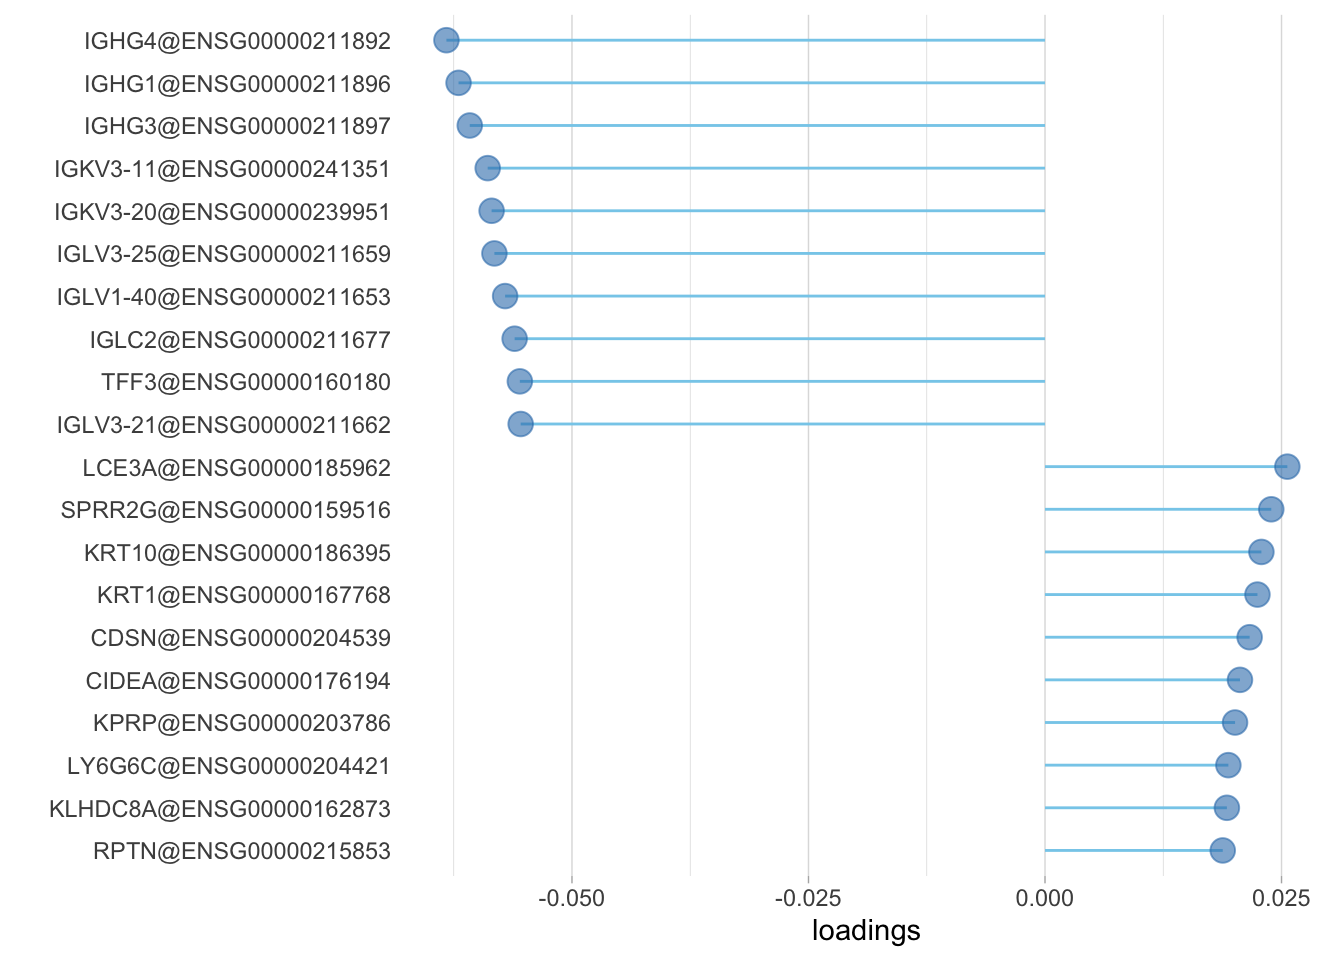 IGHG4@ENSG00000211892
IGHG1@ENSG00000211896
IGHG3@ENSG00000211897
IGKV3-11@ENSG00000241351
IGKV3-20@ENSG00000239951
IGLV3-25@ENSG00000211659
IGLV1-40@ENSG00000211653
IGLC2@ENSG00000211677
TFF3@ENSG00000160180
IGLV3-21@ENSG00000211662
LCE3A@ENSG00000185962
SPRR2G@ENSG00000159516
KRT10@ENSG00000186395
KRT1@ENSG00000167768
CDSN@ENSG00000204539
CIDEA@ENSG00000176194
KPRP@ENSG00000203786
LY6G6C@ENSG00000204421
KLHDC8A@ENSG00000162873
RPTN@ENSG00000215853
-0.050 -0.025 0.000 0.025
loadings